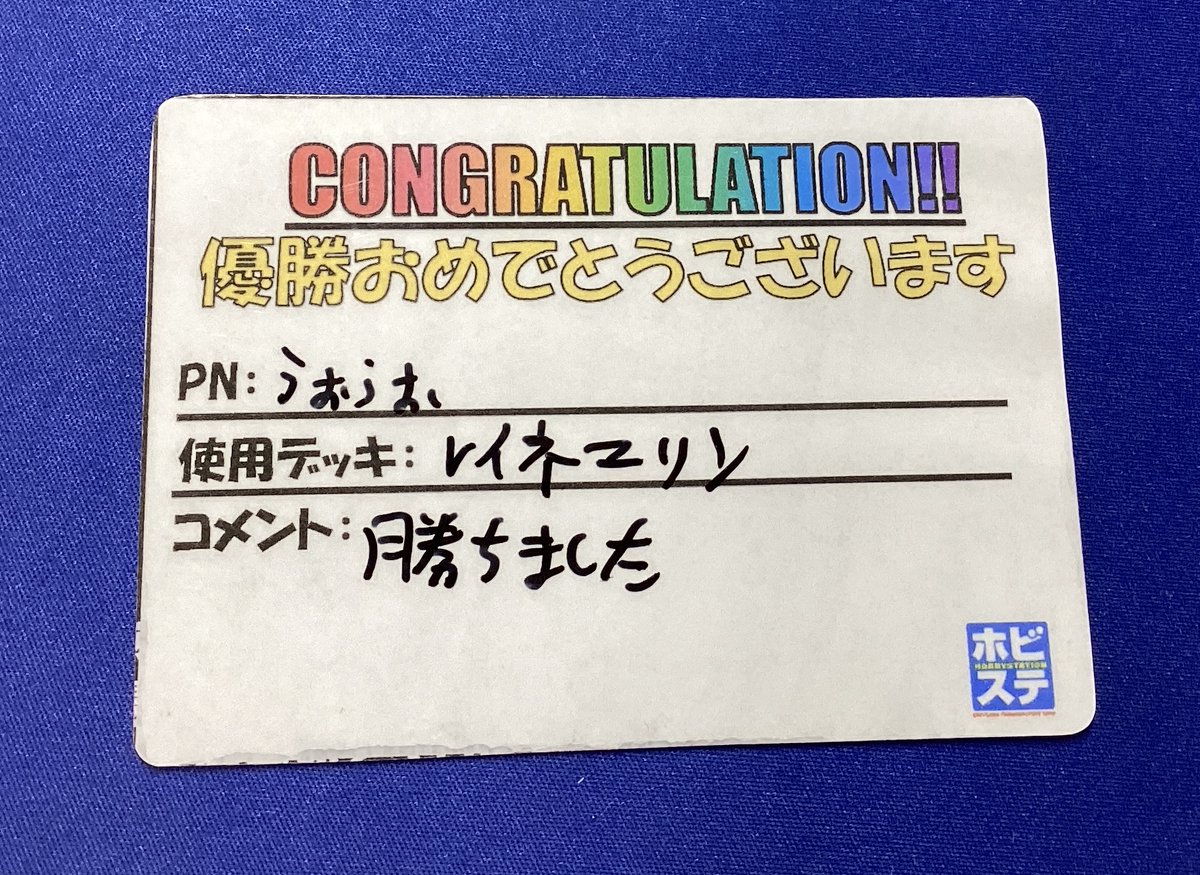 CONGRATULATION!!
優勝おめでとうございます
PN: うおうお
使用デッキ: レイネマリン
コメント: 勝ちました
ホビ
HOBBYSTATION
ステ